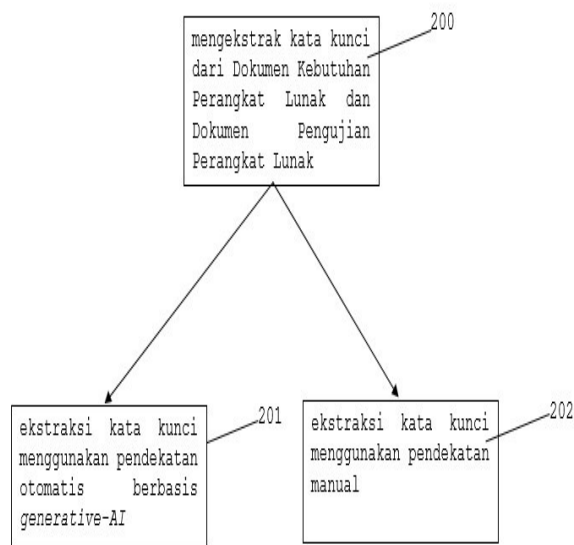 mengekstrak kata kunci
dari Dokumen Kebutuhan
Perangkat Lunak dan
Dokumen Pengujian
Perangkat Lunak
200
ekstraksi kata kunci
menggunakan pendekatan
otomatis berbasis
generative-AI
201
ekstraksi kata kunci
menggunakan pendekatan
manual
202